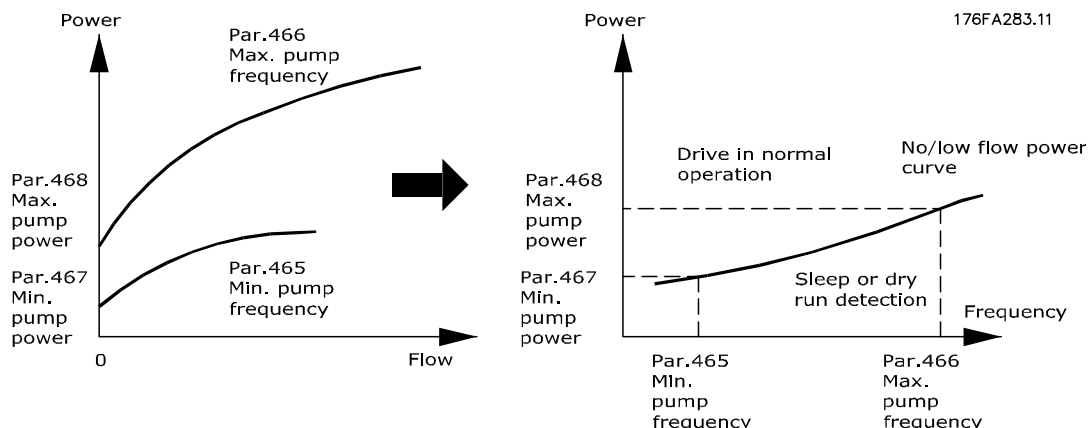 Power
Par.466
Max. pump
frequency
Par.468
Max.
pump
power
Par.467
Min.
pump
power
Par.465
Min. pump
frequency
0
Flow
Power
176FA283.11
Drive in normal
operation
No/low flow power
curve
Par.468
Max.
pump
power
Par.467
Min.
pump
power
Sleep or dry
run detection
Frequency
Par.465
Min.
pump
frequency
Par.466
Max.
pump
frequency